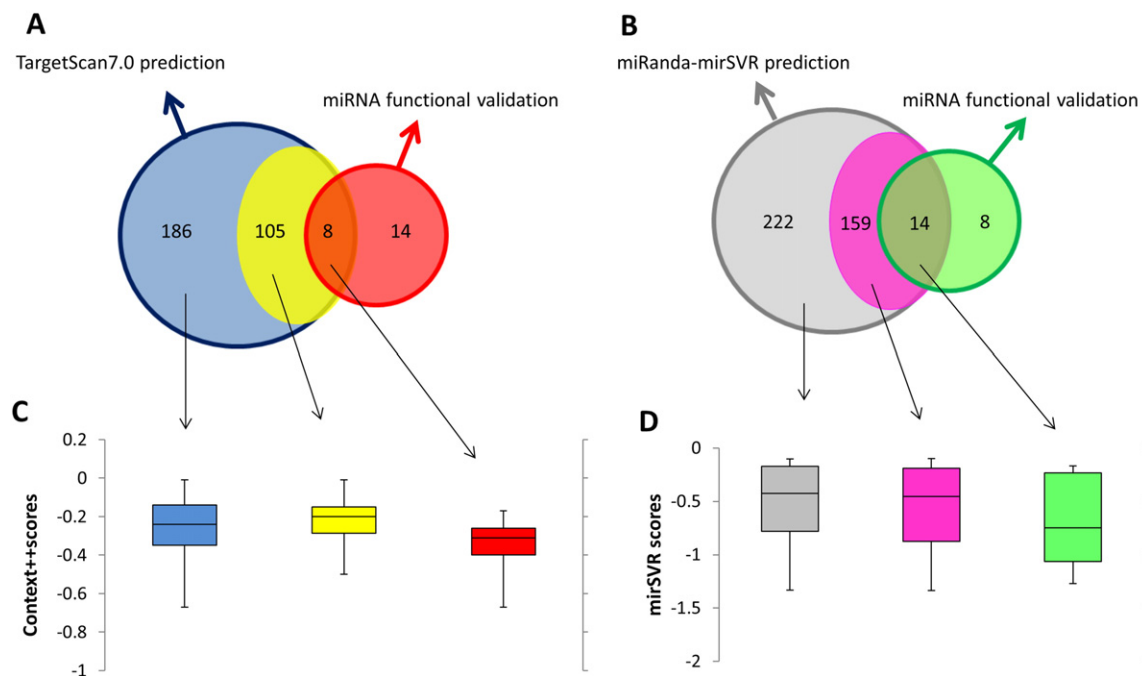 A
TargetScan7.0 prediction
miRNA functional validation
186
105
8
14
B
miRanda-mirSVR prediction
miRNA functional validation
222
159
14
8
C
Context++scores
0.2
0
-0.2
-0.4
-0.6
-0.8
-1
D
mirSVR scores
0
-0.5
-1
-1.5
-2